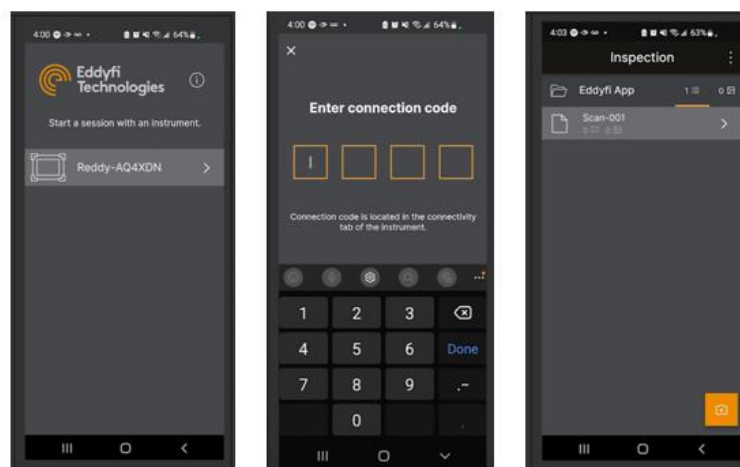 4:00 64%
Eddyfi
Technologies
Start a session with an instrument.
Reddy-AQ4XDN
4:00 64%
Enter connection code
Connection code is located in the connectivity
tab of the instrument.
1 2 3
4 5 6 Done
7 8 9 .-
0 ,
4:03 63%
Inspection
Eddyfi App 1 0
Scan-001
0 0